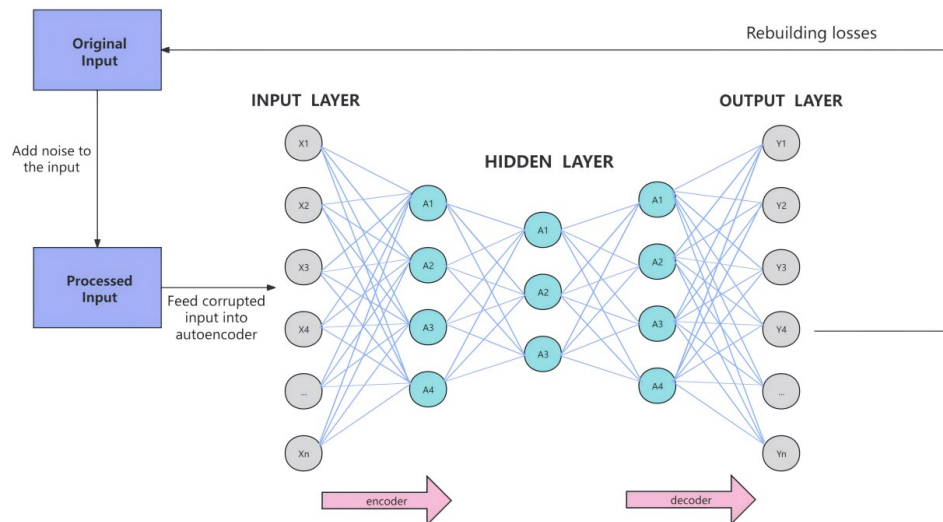 Original
Input
Rebuilding losses
Add noise to
the input
Processed
Input
Feed corrupted
input into
autoencoder
INPUT LAYER
X1
X2
X3
X4
...
Xn
A1
A2
A3
A4
HIDDEN LAYER
A1
A2
A3
A1
A2
A3
A4
OUTPUT LAYER
Y1
Y2
Y3
Y4
...
Yn
encoder
decoder